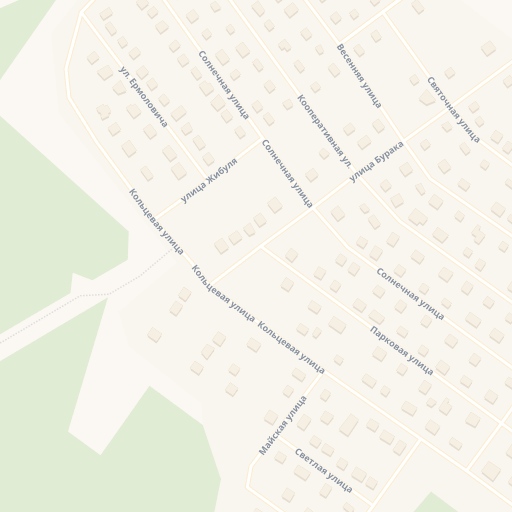 Солнечная улица
Весенняя улица
ул. Ермоловича
Святочная улица
Кооперативная ул.
Солнечная улица
улица Бурака
улица Жибуля
Кольцевая улица
Кольцевая улица
Солнечная улица
Кольцевая улица
Парковая улица
Майская улица
Светлая улица